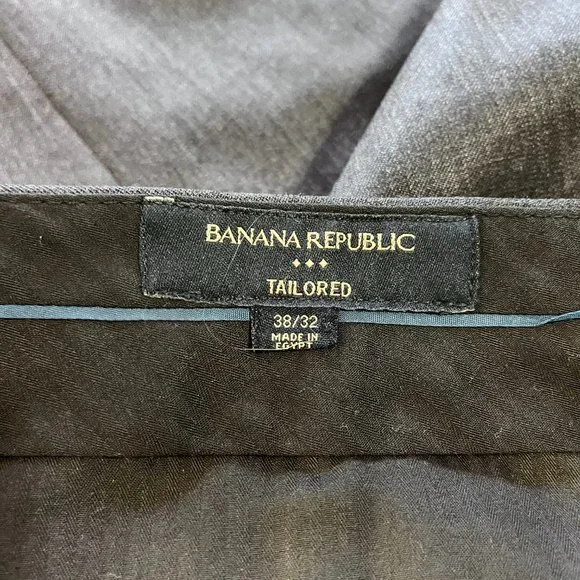 BANANA REPUBLIC
TAILORED
38/32
MADE IN
EGYPT